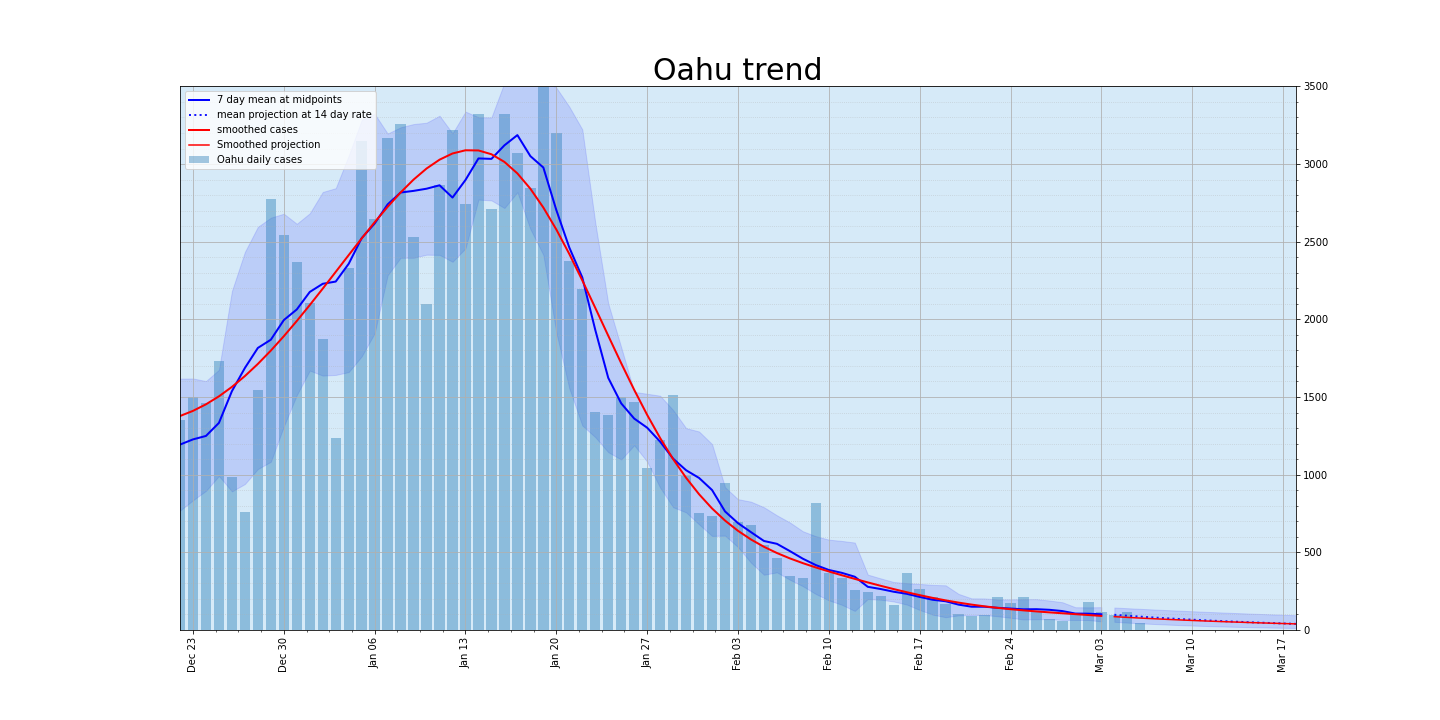 Oahu trend
7 day mean at midpoints
mean projection at 14 day rate
smoothed cases
Smoothed projection
Oahu daily cases
3500
3000
2500
2000
1500
1000
500
0
Dec 23
Dec 30
Jan 06
Jan 13
Jan 20
Jan 27
Feb 03
Feb 10
Feb 17
Feb 24
Mar 03
Mar 10
Mar 17